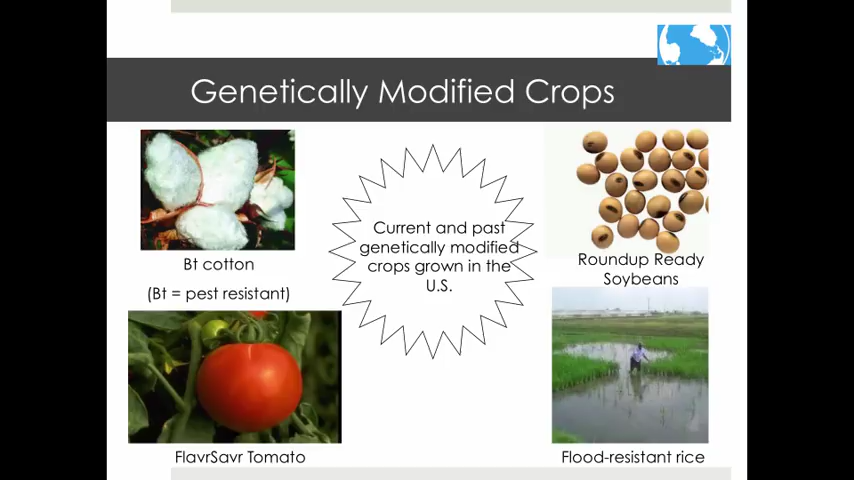 Genetically Modified Crops
Bt cotton
(Bt = pest resistant)
Current and past
genetically modified
crops grown in the
U.S.
Roundup Ready
Soybeans
FlavrSavr Tomato
Flood-resistant rice